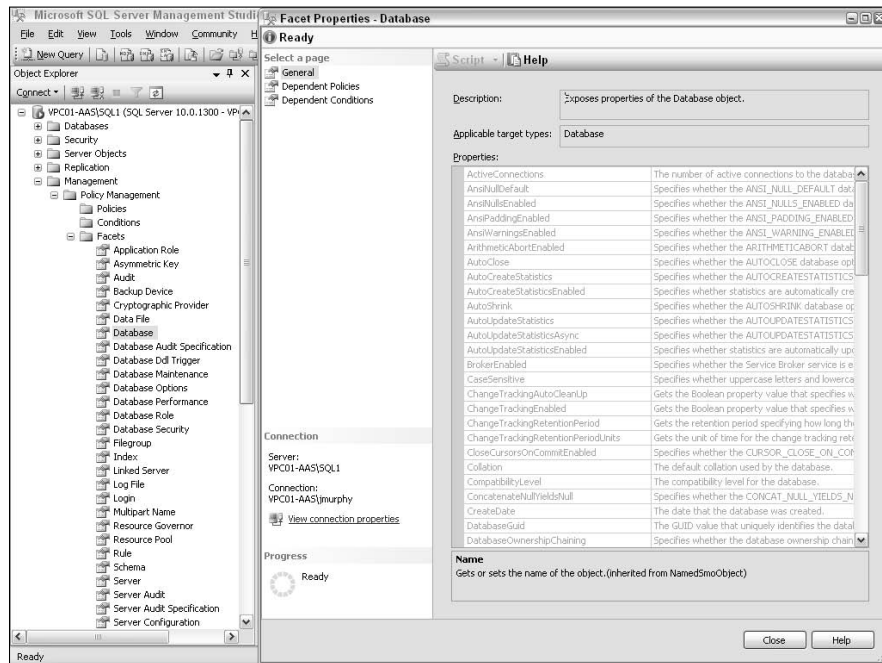 Microsoft SQL Server Management Studi
File Edit View Tools Window Community H
New Query
Object Explorer
Connect
VPC01-AAS\SQL1 (SQL Server 10.0.1300 - VP
Databases
Security
Server Objects
Replication
Management
Policy Management
Policies
Conditions
Facets
Application Role
Asymmetric Key
Audit
Backup Device
Cryptographic Provider
Data File
Database
Database Audit Specification
Database Ddl Trigger
Database Maintenance
Database Options
Database Performance
Database Role
Database Security
Filegroup
Index
Linked Server
Log File
Login
Multipart Name
Resource Governor
Resource Pool
Rule
Schema
Server
Server Audit
Server Audit Specification
Server Configuration
Ready
Facet Properties - Database
Ready
Select a page
General
Dependent Policies
Dependent Conditions
Connection
Server:
VPC01-AAS\SQL1
Connection:
VPC01-AAS\jmurphy
View connection properties
Progress
Ready
Script Help
Description: Exposes properties of the Database object.
Applicable target types: Database
Properties:
ActiveConnections The number of active connections to the databa
AnsiNullDefault Specifies whether the ANSI_NULL_DEFAULT dat
AnsiNullsEnabled Specifies whether the ANSI_NULLS_ENABLED da
AnsiPaddingEnabled Specifies whether the ANSI_PADDING_ENABLED
AnsiWarningsEnabled Specifies whether the ANSI_WARNING_ENABLED
ArithmeticAbortEnabled Specifies whether the ARITHMETICABORT datab
AutoClose Specifies whether the AUTOCLOSE database opt
AutoCreateStatistics Specifies whether the AUTOCREATESTATISTICS
AutoCreateStatisticsEnabled Specifies whether statistics are automatically cre
AutoShrink Specifies whether the AUTOSHRINK database op
AutoUpdateStatistics Specifies whether the AUTOUPDATESTATISTICS
AutoUpdateStatisticsAsync Specifies whether the AUTOUPDATESTATISTICS
AutoUpdateStatisticsEnabled Specifies whether statistics are automatically upd
BrokerEnabled Specifies whether the Service Broker service is e
CaseSensitive Specifies whether uppercase letters and lowerca
ChangeTrackingAutoCleanUp Gets the Boolean property value that specifies w
ChangeTrackingEnabled Gets the Boolean property value that specifies w
ChangeTrackingRetentionPeriod Gets the retention period specifying how long the
ChangeTrackingRetentionPeriodUnits Gets the unit of time for the change tracking rete
CloseCursorsOnCommitEnabled Specifies whether the CURSOR_CLOSE_ON_COM
Collation The default collation used by the database.
CompatibilityLevel The compatibility level for the database.
ConcatenateNullYieldsNull Specifies whether the CONCAT_NULL_YIELDS_N
CreateDate The date that the database was created.
DatabaseGuid The GUID value that uniquely identifies the datab
DatabaseOwnershipChaining Specifies whether the database ownership chain
Name
Gets or sets the name of the object.(inherited from NamedSmoObject)
Close Help